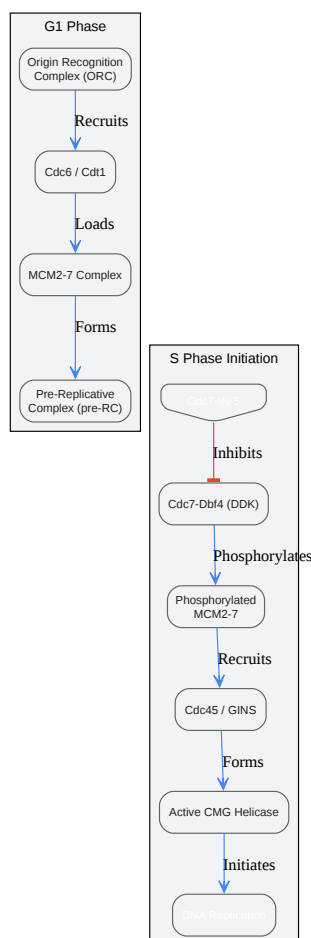 G1 Phase
Origin Recognition
Complex (ORC)
Recruits
Cdc6 / Cdt1
Loads
MCM2-7 Complex
Forms
Pre-Replicative
Complex (pre-RC)
S Phase Initiation
Cdc7-IN-5
Inhibits
Cdc7-Dbf4 (DDK)
Phosphorylates
Phosphorylated
MCM2-7
Recruits
Cdc45 / GINS
Forms
Active CMG Helicase
Initiates
DNA Replication